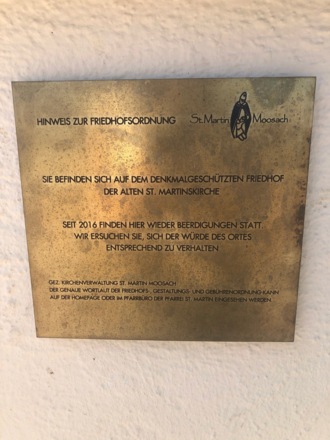 HINWEIS ZUR FRIEDHOFSORDNUNG
St. Martin Moosach
SIE BEFINDEN SICH AUF DEM DENKMALGESCHÜTZTEN FRIEDHOF
DER ALTEN ST. MARTINSKIRCHE
SEIT 2016 FINDEN HIER WIEDER BEERDIGUNGEN STATT.
WIR ERSUCHEN SIE, SICH DER WÜRDE DES ORTES
ENTSPRECHEND ZU VERHALTEN
GEZ. KIRCHENVERWALTUNG ST. MARTIN MOOSACH
DER GENAUE WORTLAUT DER FRIEDHOFS-, GESTALTUNGS- UND GEBÜHRENORDNUNG KANN
AUF DER HOMEPAGE ODER IM PFARRBÜRO DER PFARREI ST. MARTIN EINGESEHEN WERDEN.